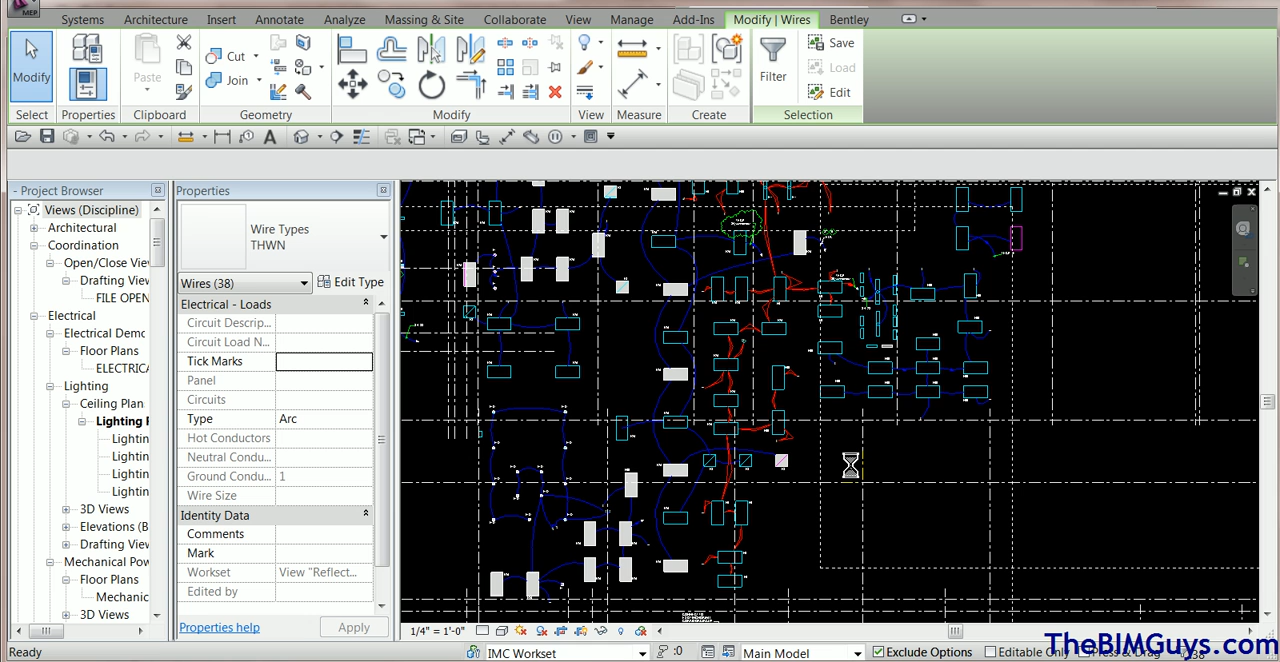 MEP
Systems Architecture Insert Annotate Analyze Massing & Site Collaborate View Manage Add-Ins Modify | Wires Bentley
Modify Paste Cut Join Filter Save Load Edit
Select Properties Clipboard Geometry Modify View Measure Create Selection
- Project Browser
Views (Discipline)
Architectural
Coordination
Open/Close View
Drafting View
FILE OPEN
Electrical
Electrical Demo
Floor Plans
ELECTRICA
Lighting
Ceiling Plan
Lighting F
Lightin
Lightin
Lightin
Lightin
3D Views
Elevations (B
Drafting View
Mechanical Pow
Floor Plans
Mechanic
3D Views
Properties
Wire Types
THWN
Wires (38) Edit Type
Electrical - Loads
Circuit Descrip...
Circuit Load N...
Tick Marks
Panel
Circuits
Type Arc
Hot Conductors
Neutral Condu...
Ground Condu... 1
Wire Size
Identity Data
Comments
Mark
Workset View "Reflect...
Edited by
Properties help Apply
1/4" = 1'-0"
Ready IMC Workset :0 Main Model Exclude Options Editable Only Press & Drag
TheBIMGuys.com